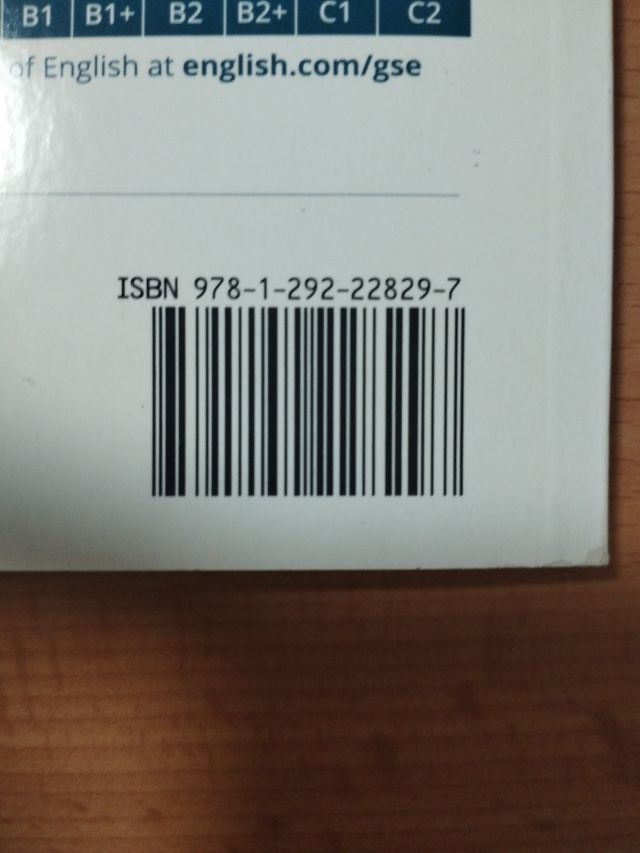 B1 B1+ B2 B2+ C1 C2
of English at english.com/gse
ISBN 978-1-292-22829-7